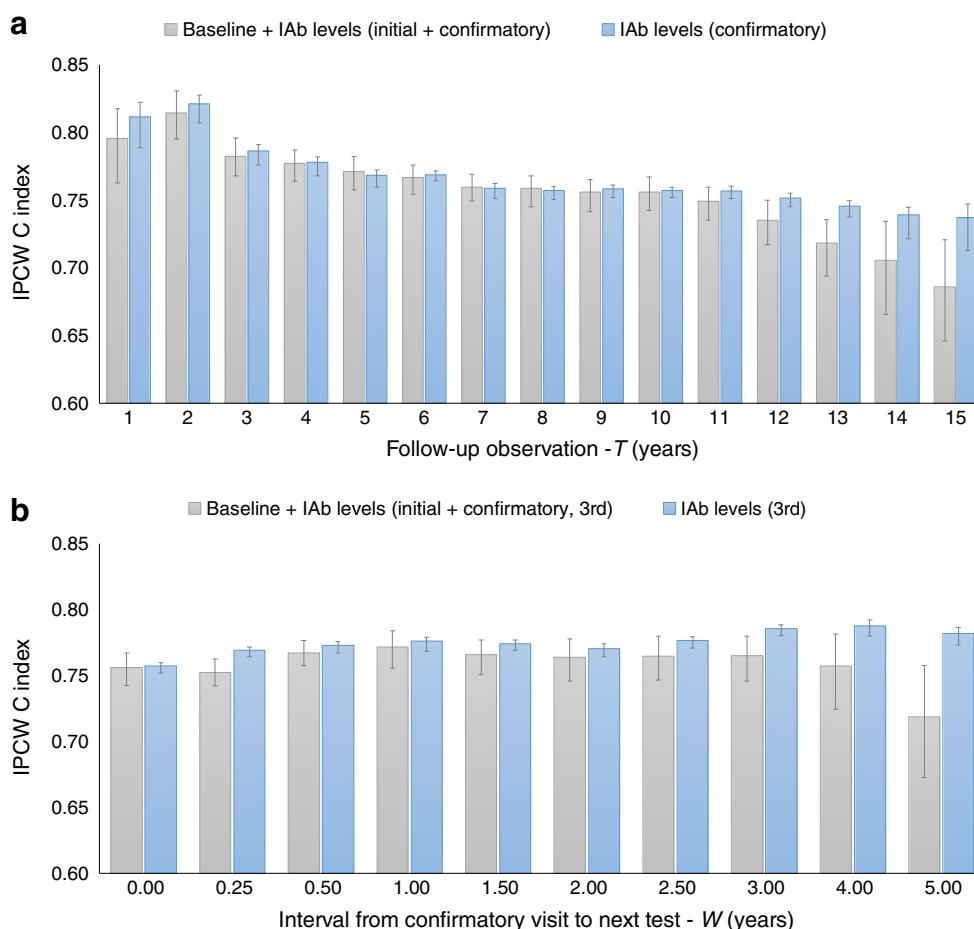 a
Baseline + IAb levels (initial + confirmatory) IAb levels (confirmatory)
0.85
0.80
0.75
0.70
0.65
0.60
IPCW C index
1 2 3 4 5 6 7 8 9 10 11 12 13 14 15
Follow-up observation -T (years)
b
Baseline + IAb levels (initial + confirmatory, 3rd) IAb levels (3rd)
0.85
0.80
0.75
0.70
0.65
0.60
IPCW C index
0.00 0.25 0.50 1.00 1.50 2.00 2.50 3.00 4.00 5.00
Interval from confirmatory visit to next test - W (years)